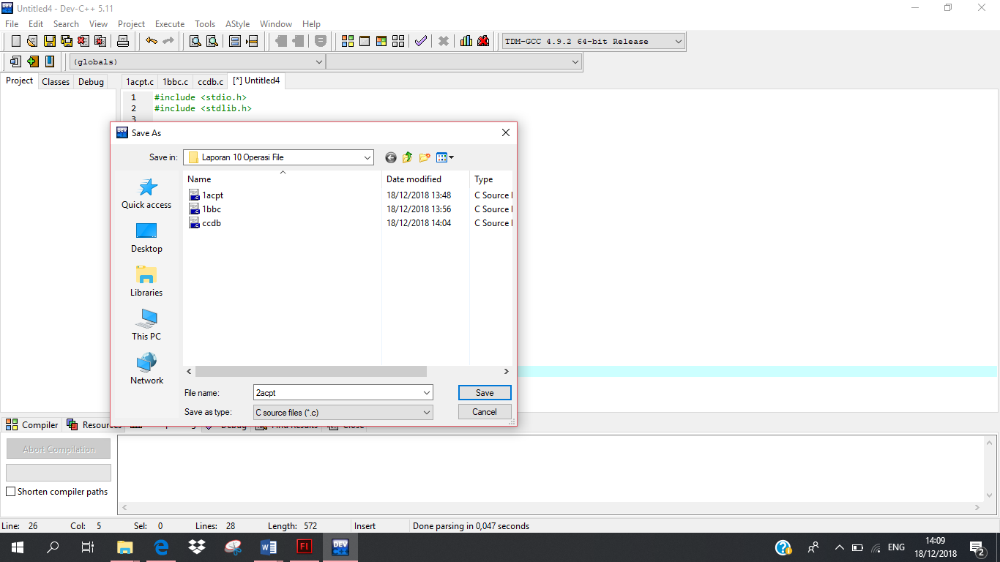 Untitled4 - Dev-C++ 5.11
File Edit Search View Project Execute Tools AStyle Window Help
TDM-GCC 4.9.2 64-bit Release
(globals)
Project Classes Debug 1acpt.c 1bbc.c ccdb.c [*] Untitled4
1 #include <stdio.h>
2 #include <stdlib.h>
3
Save As
Save in: Laporan 10 Operasi File
Name Date modified Type
1acpt 18/12/2018 13:48 C Source
1bbc 18/12/2018 13:56 C Source
ccdb 18/12/2018 14:04 C Source
Quick access
Desktop
Libraries
This PC
Network
File name: 2acpt Save
Save as type: C source files (*.c) Cancel
Compiler Resources Debug Find Results Close
Abort Compilation
Shorten compiler paths
Line: 26 Col: 5 Sel: 0 Lines: 28 Length: 572 Insert Done parsing in 0,047 seconds
ENG 14:09
18/12/2018 2